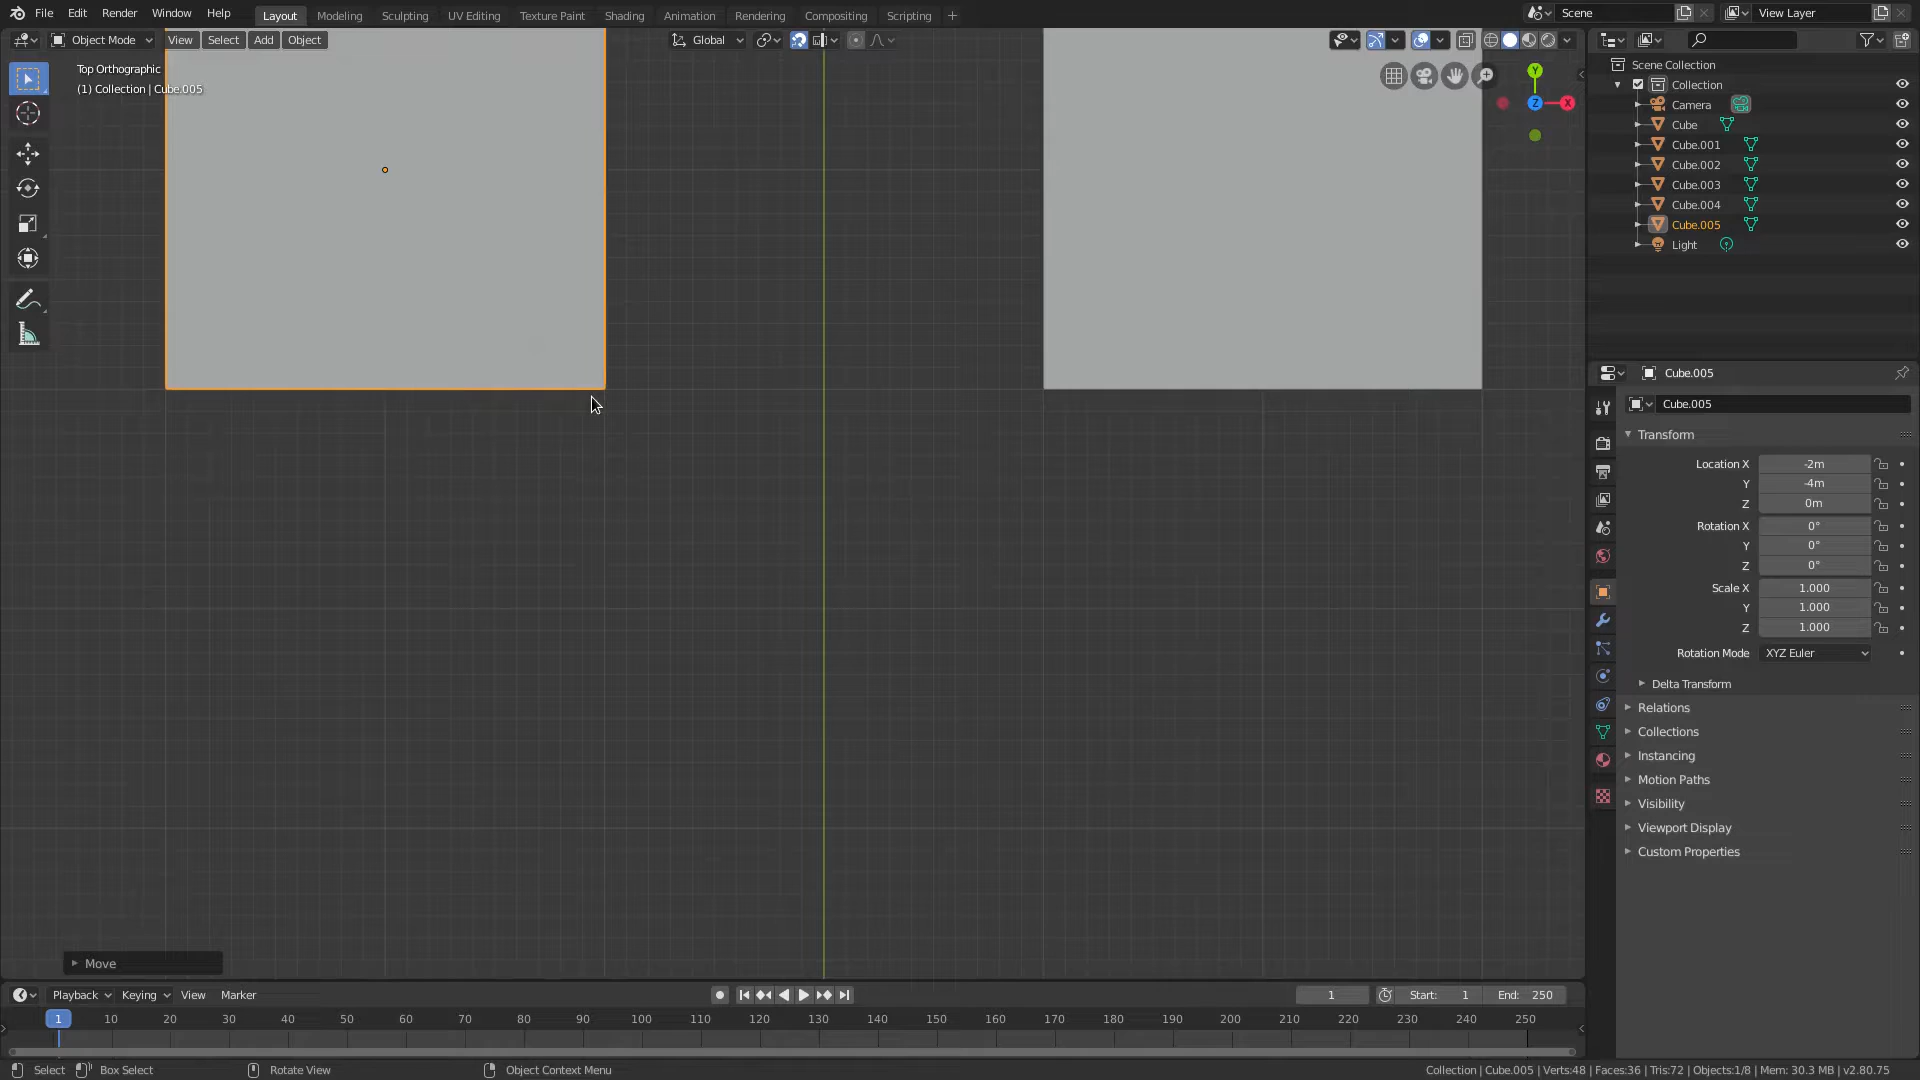 File Edit Render Window Help Layout Modeling Sculpting UV Editing Texture Paint Shading Animation Rendering Compositing Scripting + Scene View Layer
Object Mode View Select Add Object Global
Top Orthographic
(1) Collection | Cube.005
Y
Z
X
Scene Collection
Collection
Camera
Cube
Cube.001
Cube.002
Cube.003
Cube.004
Cube.005
Light
Cube.005
Cube.005
Transform
Location X -2m
Y -4m
Z 0m
Rotation X 0°
Y 0°
Z 0°
Scale X 1.000
Y 1.000
Z 1.000
Rotation Mode XYZ Euler
Delta Transform
Relations
Collections
Instancing
Motion Paths
Visibility
Viewport Display
Custom Properties
Move
Playback Keying View Marker 1 Start: 1 End: 250
1 10 20 30 40 50 60 70 80 90 100 110 120 130 140 150 160 170 180 190 200 210 220 230 240 250
Select Box Select Rotate View Object Context Menu Collection | Cube.005 | Verts:48 | Faces:36 | Tris:72 | Objects:1/8 | Mem: 30.3 MB | v2.80.75